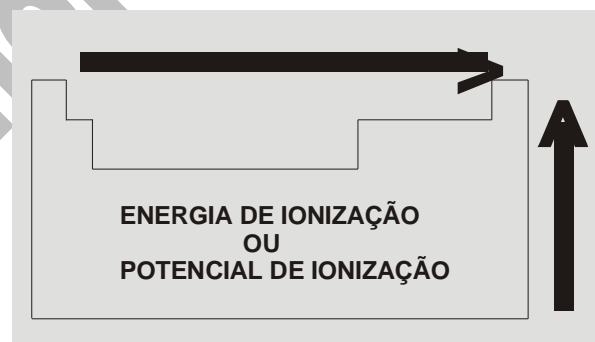 ENERGIA DE IONIZAÇÃO
OU
POTENCIAL DE IONIZAÇÃO